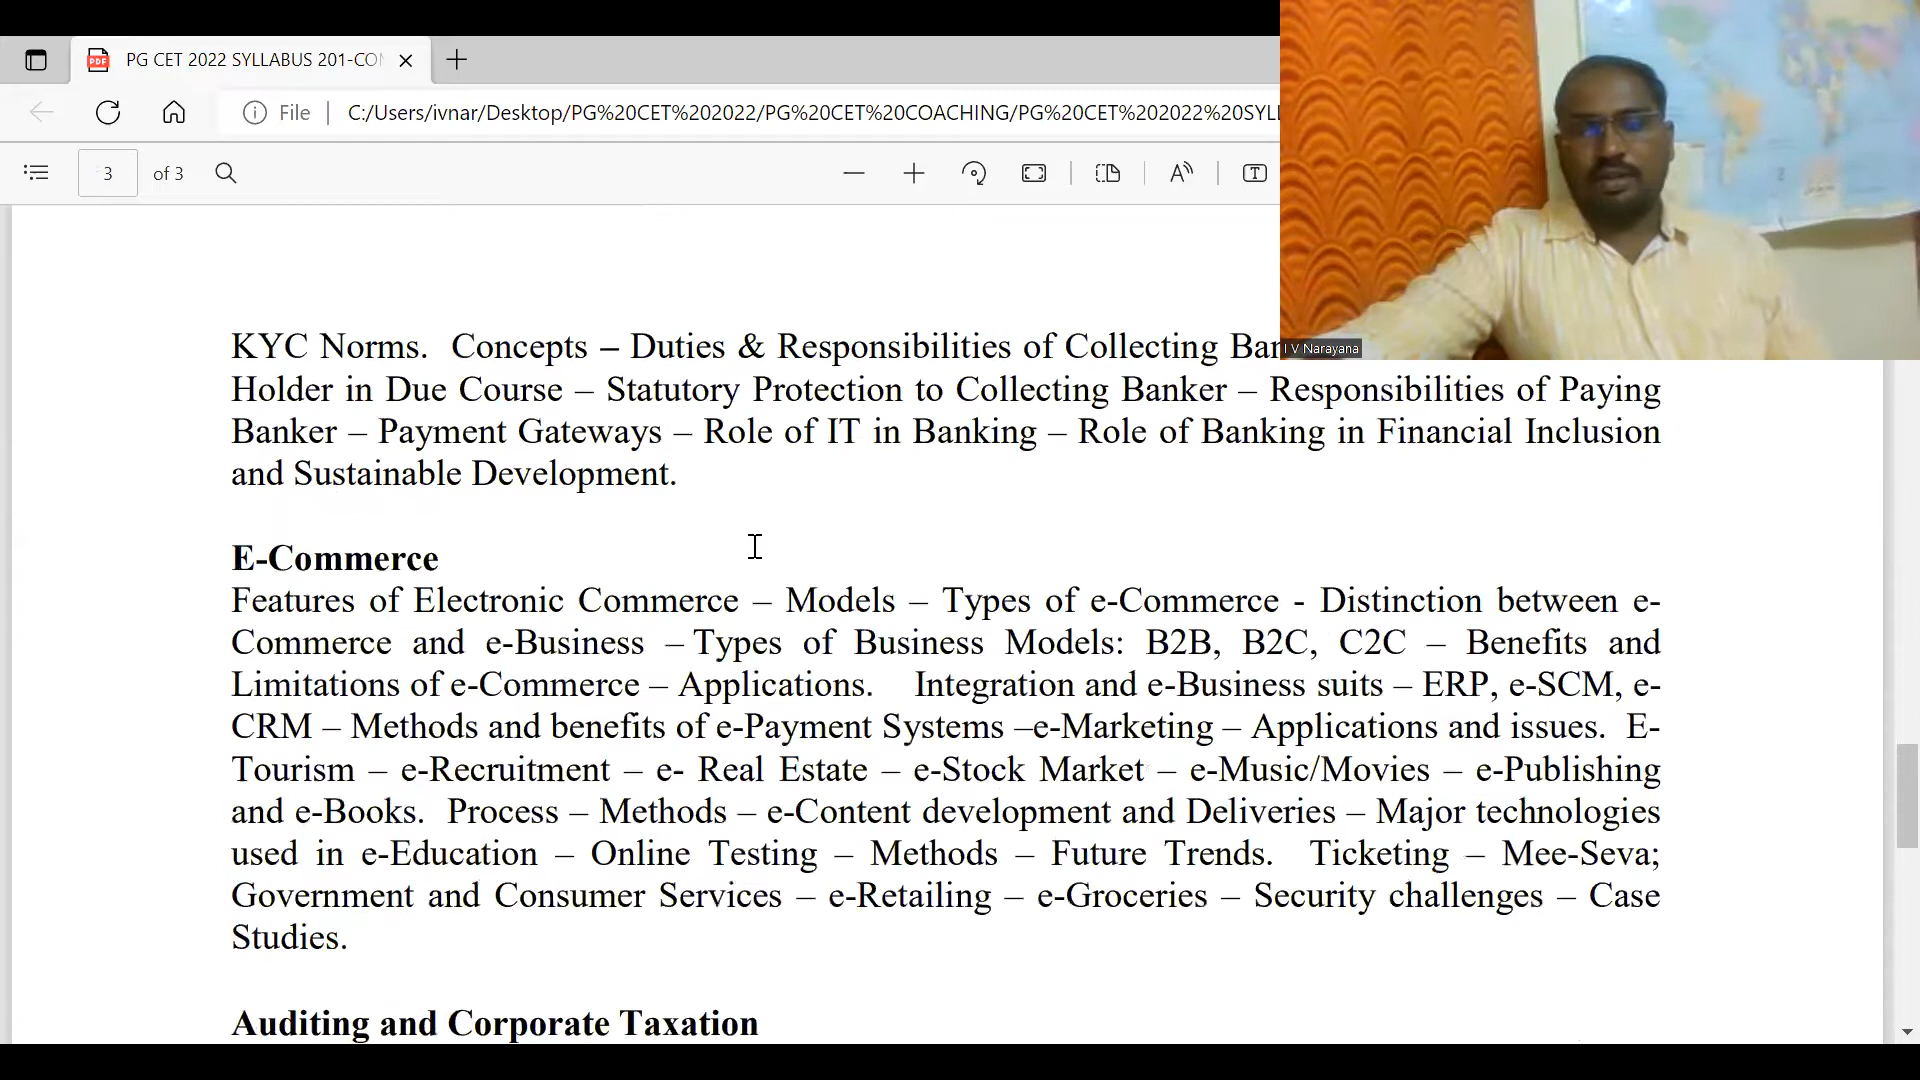 PG CET 2022 SYLLABUS 201-CO
File
C:/Users/ivnar/Desktop/PG%20CET%202022/PG%20CET%20COACHING/PG%20CET%202022%20SYL
3 of 3
I V Narayana
KYC Norms. Concepts – Duties & Responsibilities of Collecting
Holder in Due Course – Statutory Protection to Collecting Banker – Responsibilities of Paying
Banker – Payment Gateways – Role of IT in Banking – Role of Banking in Financial Inclusion
and Sustainable Development.
E-Commerce
Features of Electronic Commerce – Models – Types of e-Commerce - Distinction between e-
Commerce and e-Business – Types of Business Models: B2B, B2C, C2C – Benefits and
Limitations of e-Commerce – Applications. Integration and e-Business suits – ERP, e-SCM, e-
CRM – Methods and benefits of e-Payment Systems –e-Marketing – Applications and issues. E-
Tourism – e-Recruitment – e- Real Estate – e-Stock Market – e-Music/Movies – e-Publishing
and e-Books. Process – Methods – e-Content development and Deliveries – Major technologies
used in e-Education – Online Testing – Methods – Future Trends. Ticketing – Mee-Seva;
Government and Consumer Services – e-Retailing – e-Groceries – Security challenges – Case
Studies.
Auditing and Corporate Taxation